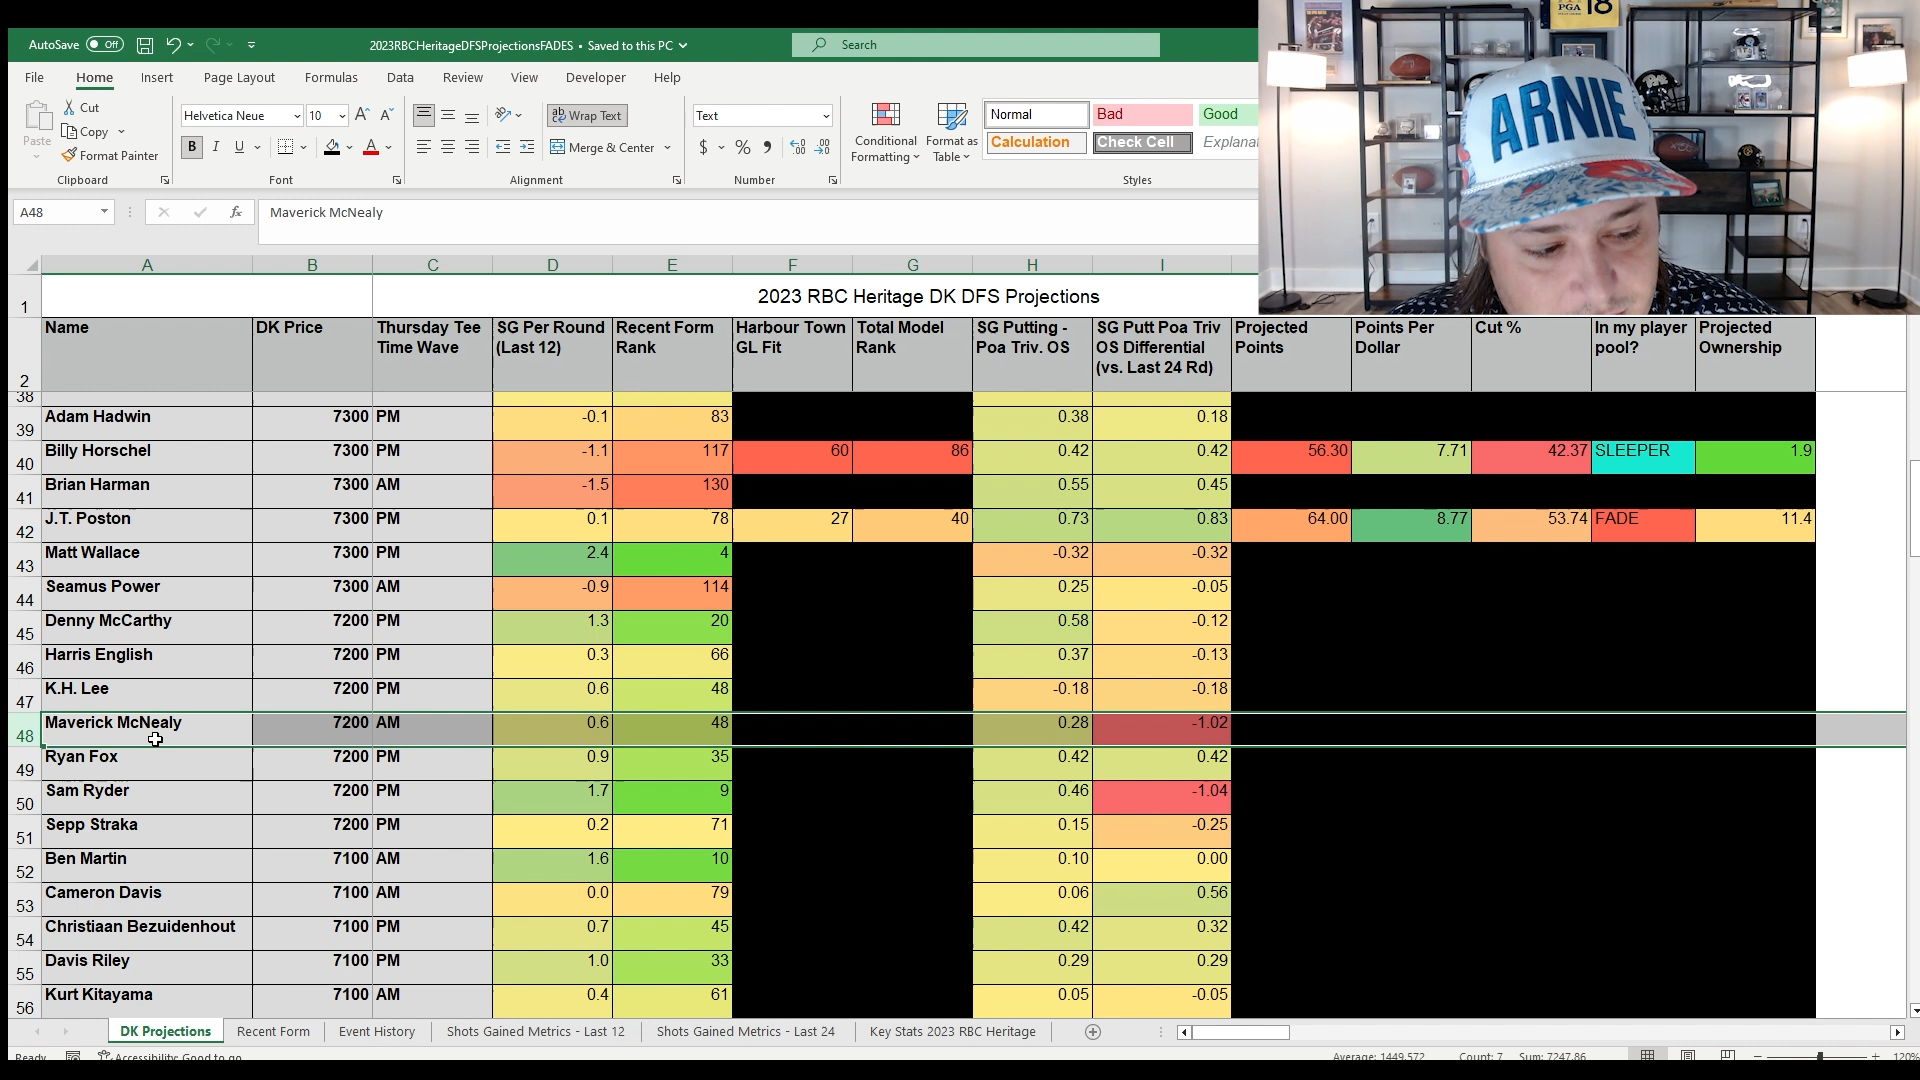 AutoSave Off 2023RBCHeritageDFSProjectionsFADES • Saved to this PC Search
File Home Insert Page Layout Formulas Data Review View Developer Help
Paste Cut Copy Format Painter Clipboard
Helvetica Neue 10 B I U A Font
ab Wrap Text Merge & Center Alignment
Text $ % Number
Conditional Formatting Format as Table
Normal Bad Good
Calculation Check Cell Explana
Styles
A48 fx Maverick McNealy
A B C D E F G H I
1 2023 RBC Heritage DK DFS Projections
2 Name DK Price Thursday Tee Time Wave SG Per Round (Last 12) Recent Form Rank Harbour Town GL Fit Total Model Rank SG Putting - Poa Triv. OS SG Putt Poa Triv OS Differential (vs. Last 24 Rd) Projected Points Points Per Dollar Cut % In my player pool? Projected Ownership
38
39 Adam Hadwin 7300 PM -0.1 83 0.38 0.18
40 Billy Horschel 7300 PM -1.1 117 60 86 0.42 0.42 56.30 7.71 42.37 SLEEPER 1.9
41 Brian Harman 7300 AM -1.5 130 0.55 0.45
42 J.T. Poston 7300 PM 0.1 78 27 40 0.73 0.83 64.00 8.77 53.74 FADE 11.4
43 Matt Wallace 7300 PM 2.4 4 -0.32 -0.32
44 Seamus Power 7300 AM -0.9 114 0.25 -0.05
45 Denny McCarthy 7200 PM 1.3 20 0.58 -0.12
46 Harris English 7200 PM 0.3 66 0.37 -0.13
47 K.H. Lee 7200 PM 0.6 48 -0.18 -0.18
48 Maverick McNealy 7200 AM 0.6 48 0.28 -1.02
49 Ryan Fox 7200 PM 0.9 35 0.42 0.42
50 Sam Ryder 7200 PM 1.7 9 0.46 -1.04
51 Sepp Straka 7200 PM 0.2 71 0.15 -0.25
52 Ben Martin 7100 AM 1.6 10 0.10 0.00
53 Cameron Davis 7100 AM 0.0 79 0.06 0.56
54 Christiaan Bezuidenhout 7100 PM 0.7 45 0.42 0.32
55 Davis Riley 7100 PM 1.0 33 0.29 0.29
56 Kurt Kitayama 7100 AM 0.4 61 0.05 -0.05
DK Projections Recent Form Event History Shots Gained Metrics - Last 12 Shots Gained Metrics - Last 24 Key Stats 2023 RBC Heritage
Ready Accessibility: Good to go Average: 1449.572 Count: 7 Sum: 7247.86 120%
PGA 18
ARNIE